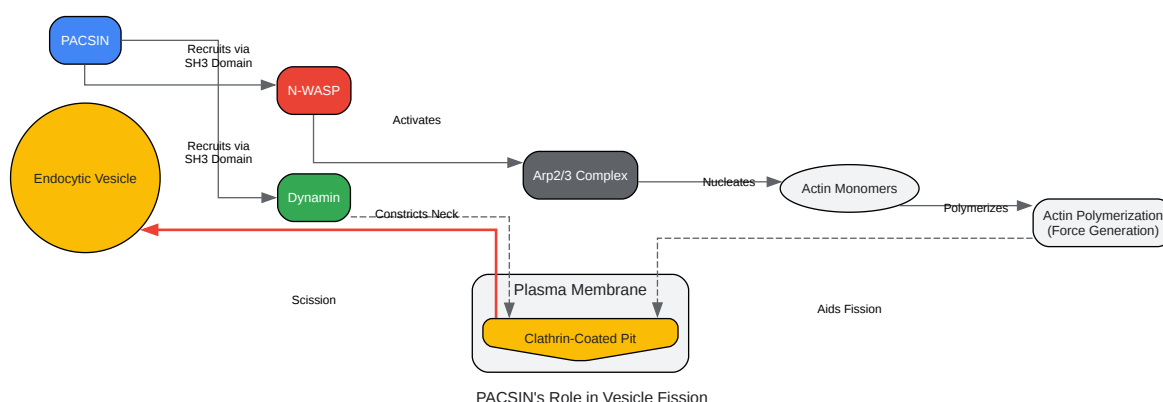 PACSIN
Recruits via
SH3 Domain
N-WASP
Activates
Recruits via
SH3 Domain
Endocytic Vesicle
Arp2/3 Complex
Nucleates
Actin Monomers
Dynamin
Constricts Neck
Polymerizes
Actin Polymerization
(Force Generation)
Plasma Membrane
Scission
Aids Fission
Clathrin-Coated Pit
PACSIN's Role in Vesicle Fission